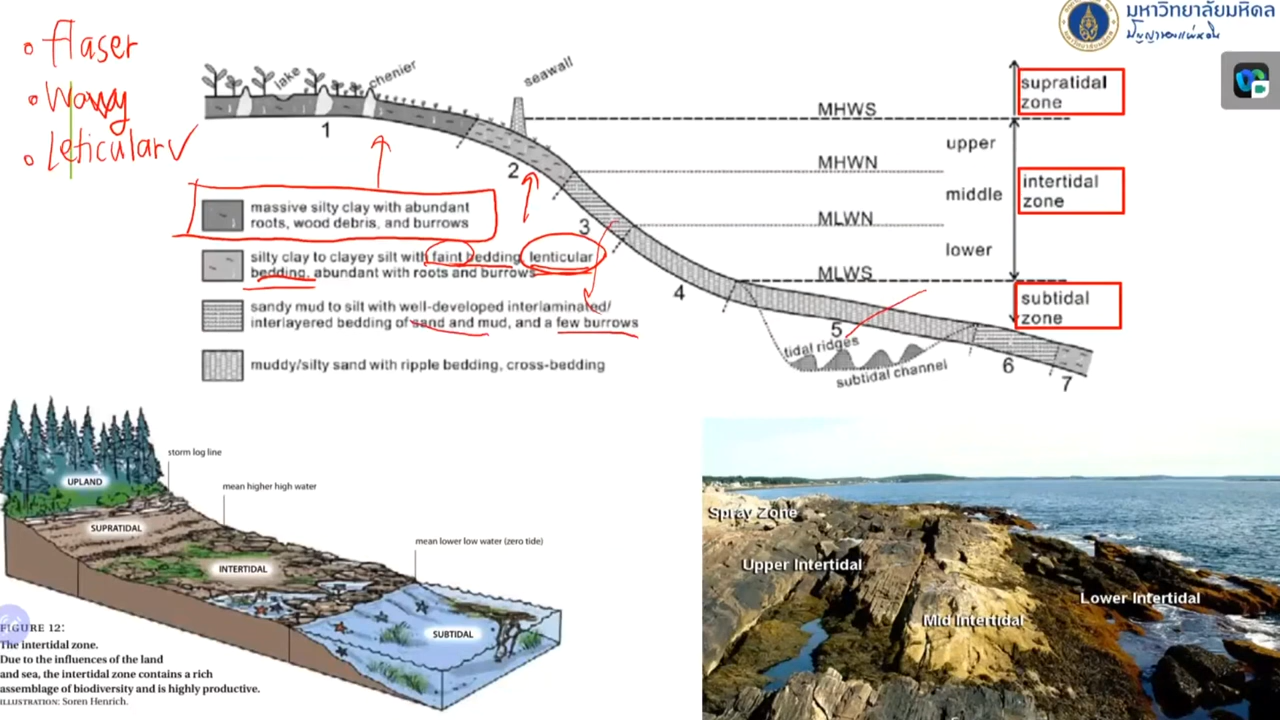 มหาวิทยาลัยมหิดล
ปัญญาของแผ่นดิน
• flaser
• wavy
• Leticular ✓
lake
chenier
seawall
1
2
3
4
5
6
7
MHWS
MHWN
MLWN
MLWS
upper
middle
lower
supratidal
zone
intertidal
zone
subtidal
zone
massive silty clay with abundant
roots, wood debris, and burrows
silty clay to clayey silt with faint bedding, lenticular
bedding, abundant with roots and burrows
sandy mud to silt with well-developed interlaminated/
interlayered bedding of sand and mud, and a few burrows
muddy/silty sand with ripple bedding, cross-bedding
tidal ridges
subtidal channel
storm log line
mean higher high water
mean lower low water (zero tide)
UPLAND
SUPRATIDAL
INTERTIDAL
SUBTIDAL
FIGURE 12:
The intertidal zone.
Due to the influences of the land
and sea, the intertidal zone contains a rich
assemblage of biodiversity and is highly productive.
ILLUSTRATION: Soren Henrich.
Spray Zone
Upper Intertidal
Mid Intertidal
Lower Intertidal